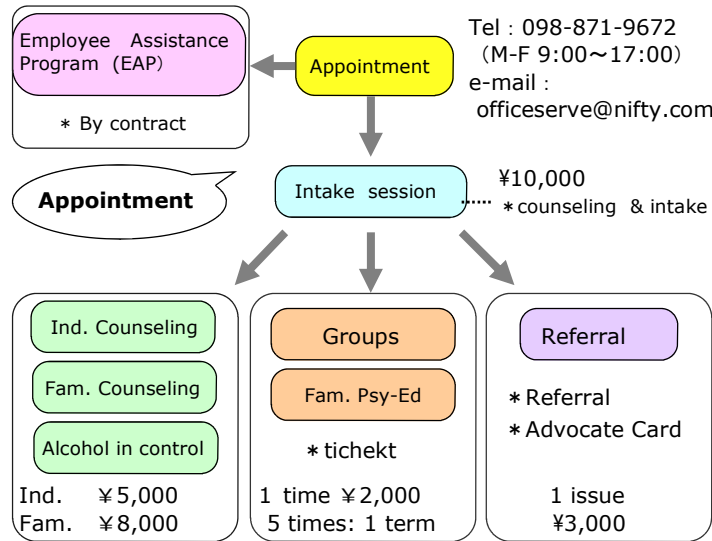 Employee Assistance
Program (EAP)
* By contract
Appointment
Tel：098-871-9672
（M-F 9:00～17:00）
e-mail：
officeserve@nifty.com
Appointment
Intake session
¥10,000
*counseling & intake
Ind. Counseling
Fam. Counseling
Alcohol in control
Ind. ￥5,000
Fam. ￥8,000
Groups
Fam. Psy-Ed
*tichekt
1 time ￥2,000
5 times: 1 term
Referral
*Referral
*Advocate Card
1 issue
¥3,000